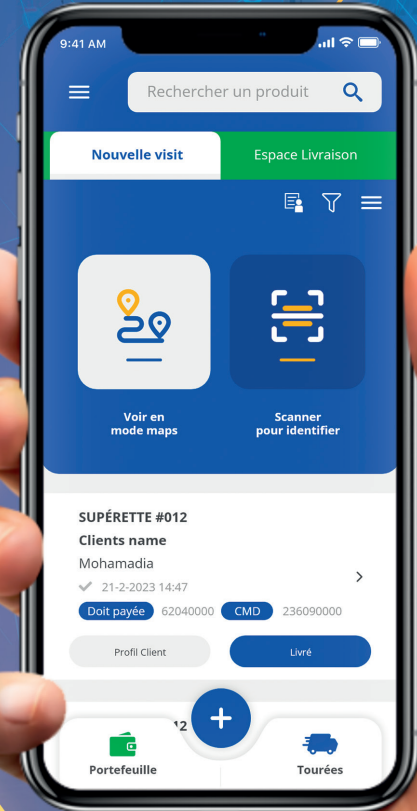 9:41 AM
Rechercher un produit
Nouvelle visit
Espace Livraison
Voir en
mode maps
Scanner
pour identifier
SUPÉRETTE #012
Clients name
Mohamadia
21-2-2023 14:47
Doit payée 62040000 CMD 236090000
Profil Client
Livré
12
+
Portefeuille
Tourées